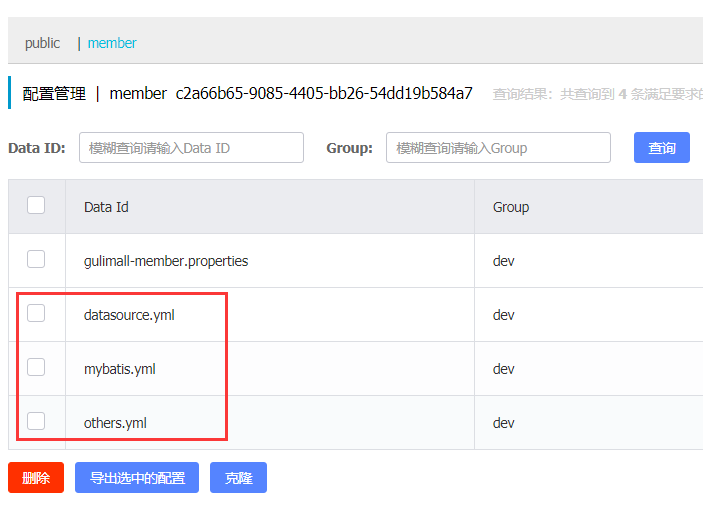 public | member
配置管理 | member c2a66b65-9085-4405-bb26-54dd19b584a7 查询结果：共查询到 4 条满足要求的
Data ID: 模糊查询请输入Data ID Group: 模糊查询请输入Group 查询
Data Id Group
gulimall-member.properties dev
datasource.yml dev
mybatis.yml dev
others.yml dev
删除 导出选中的配置 克隆